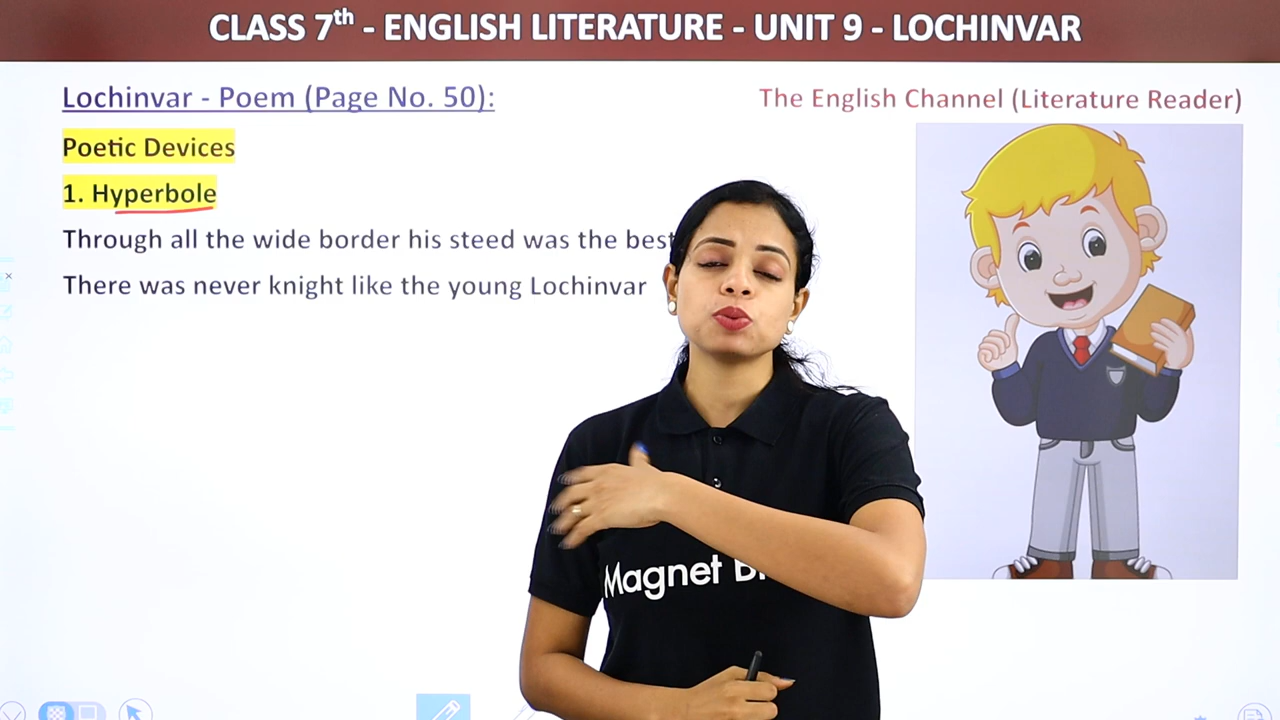 CLASS 7th - ENGLISH LITERATURE - UNIT 9 - LOCHINVAR
Lochinvar - Poem (Page No. 50):
The English Channel (Literature Reader)
Poetic Devices
1. Hyperbole
Through all the wide border his steed was the best
There was never knight like the young Lochinvar
Magnet